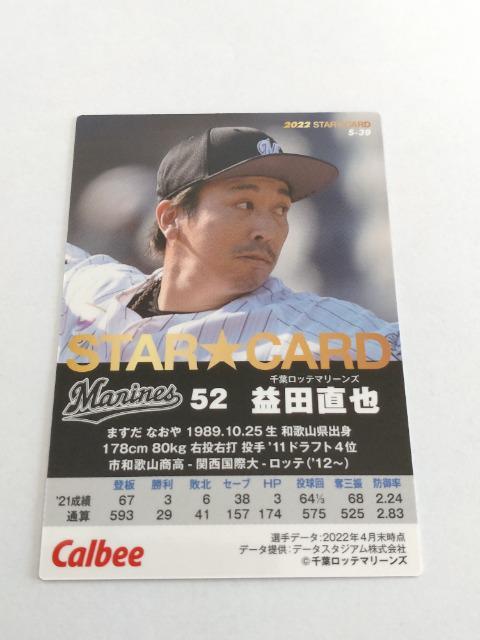 2022 STAR★CARD
S-39
M
STAR★CARD
千葉ロッテマリーンズ
Marines 52 益田直也
ますだ なおや 1989.10.25生 和歌山県出身
178cm 80kg 右投右打 投手 '11ドラフト4位
市和歌山商高 - 関西国際大 - ロッテ('12〜)
登板 勝利 敗北 セーブ HP 投球回 奪三振 防御率
'21成績 67 3 6 38 3 64⅓ 68 2.24
通算 593 29 41 157 174 575 525 2.83
選手データ:2022年4月末時点
データ提供:データスタジアム株式会社
©千葉ロッテマリーンズ
Calbee